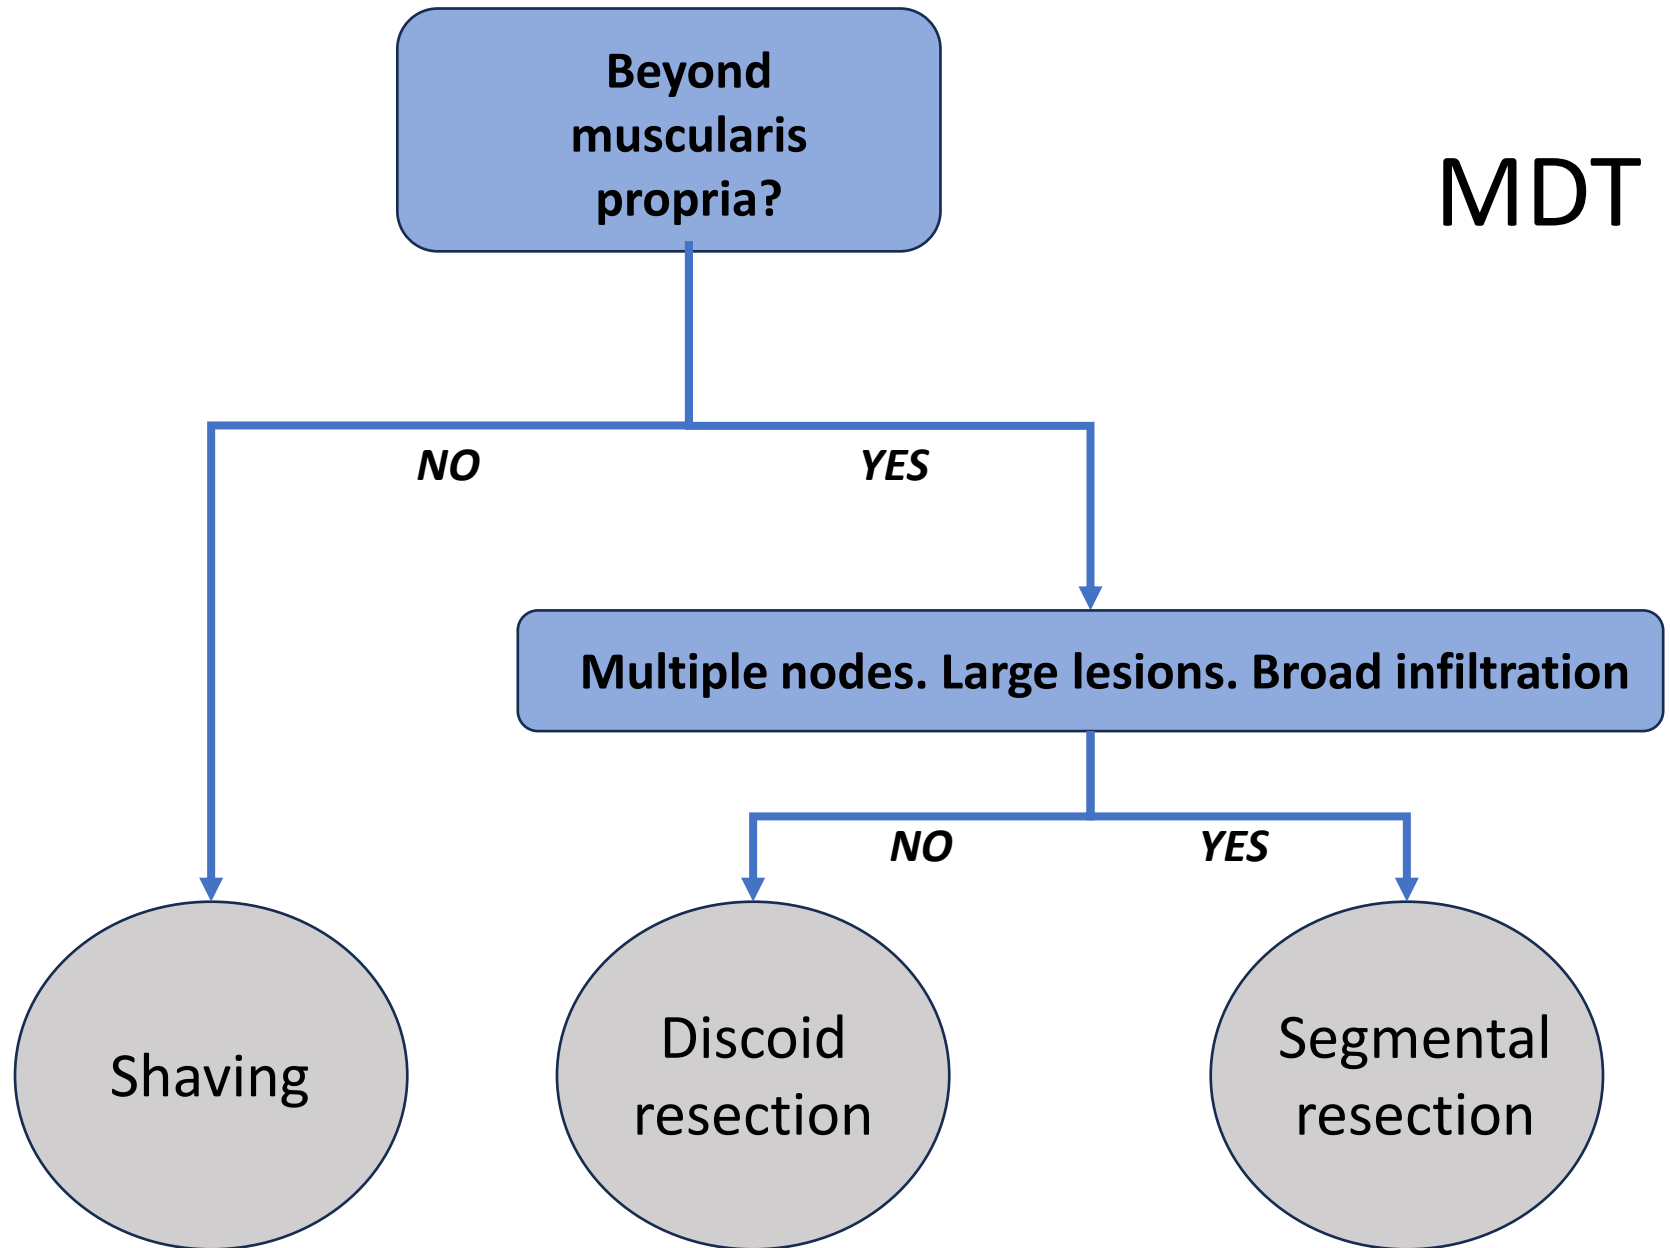 Beyond
muscularis
propria?
MDT
NO
YES
Multiple nodes. Large lesions. Broad infiltration
NO
YES
Shaving
Discoid
resection
Segmental
resection